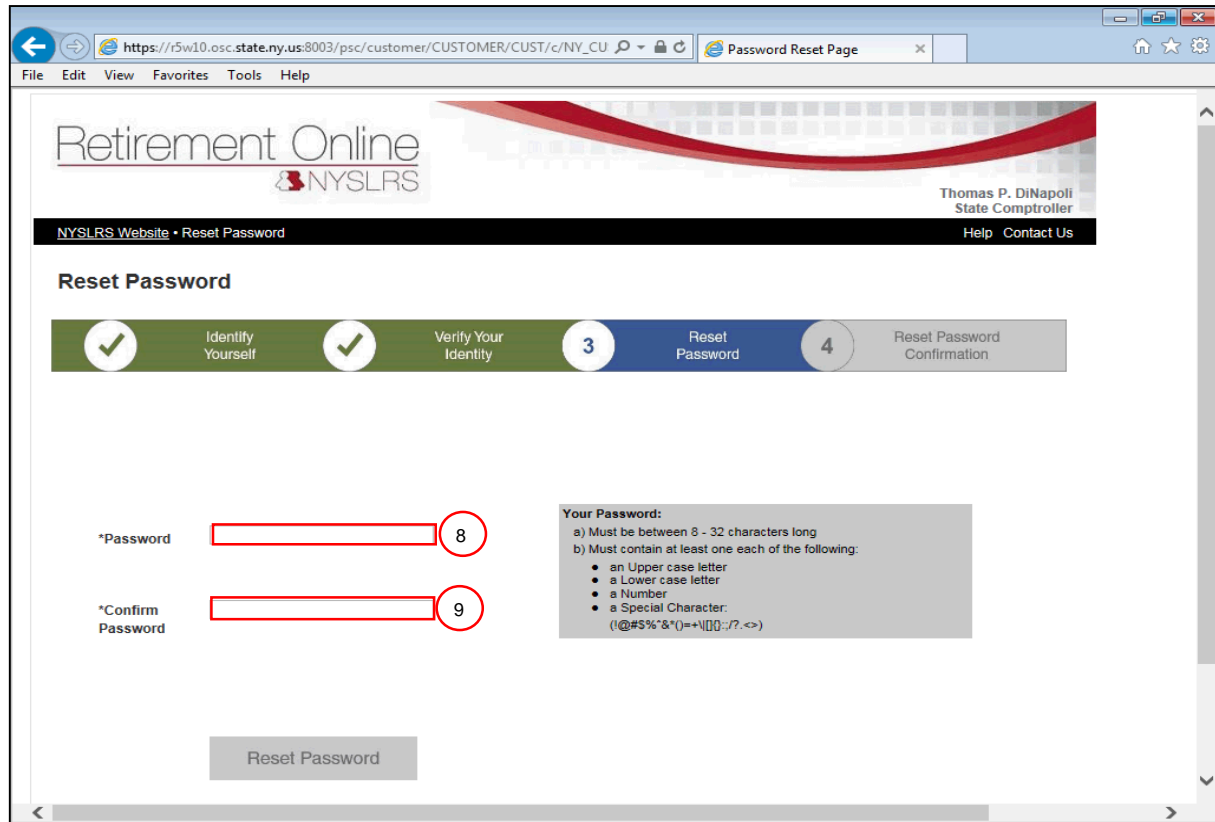 https://r5w10.osc.state.ny.us:8003/psc/customer/CUSTOMER/CUST/c/NY_CU
Password Reset Page
File Edit View Favorites Tools Help
Retirement Online
NYSLRS
Thomas P. DiNapoli
State Comptroller
NYSLRS Website • Reset Password
Help Contact Us
Reset Password
Identify
Yourself
Verify Your
Identity
3
Reset
Password
4
Reset Password
Confirmation
*Password
8
*Confirm
Password
9
Your Password:
a) Must be between 8 - 32 characters long
b) Must contain at least one each of the following:
● an Upper case letter
● a Lower case letter
● a Number
● a Special Character:
(!@#$%^&*()=+\|[]{}:;/?.<>)
Reset Password